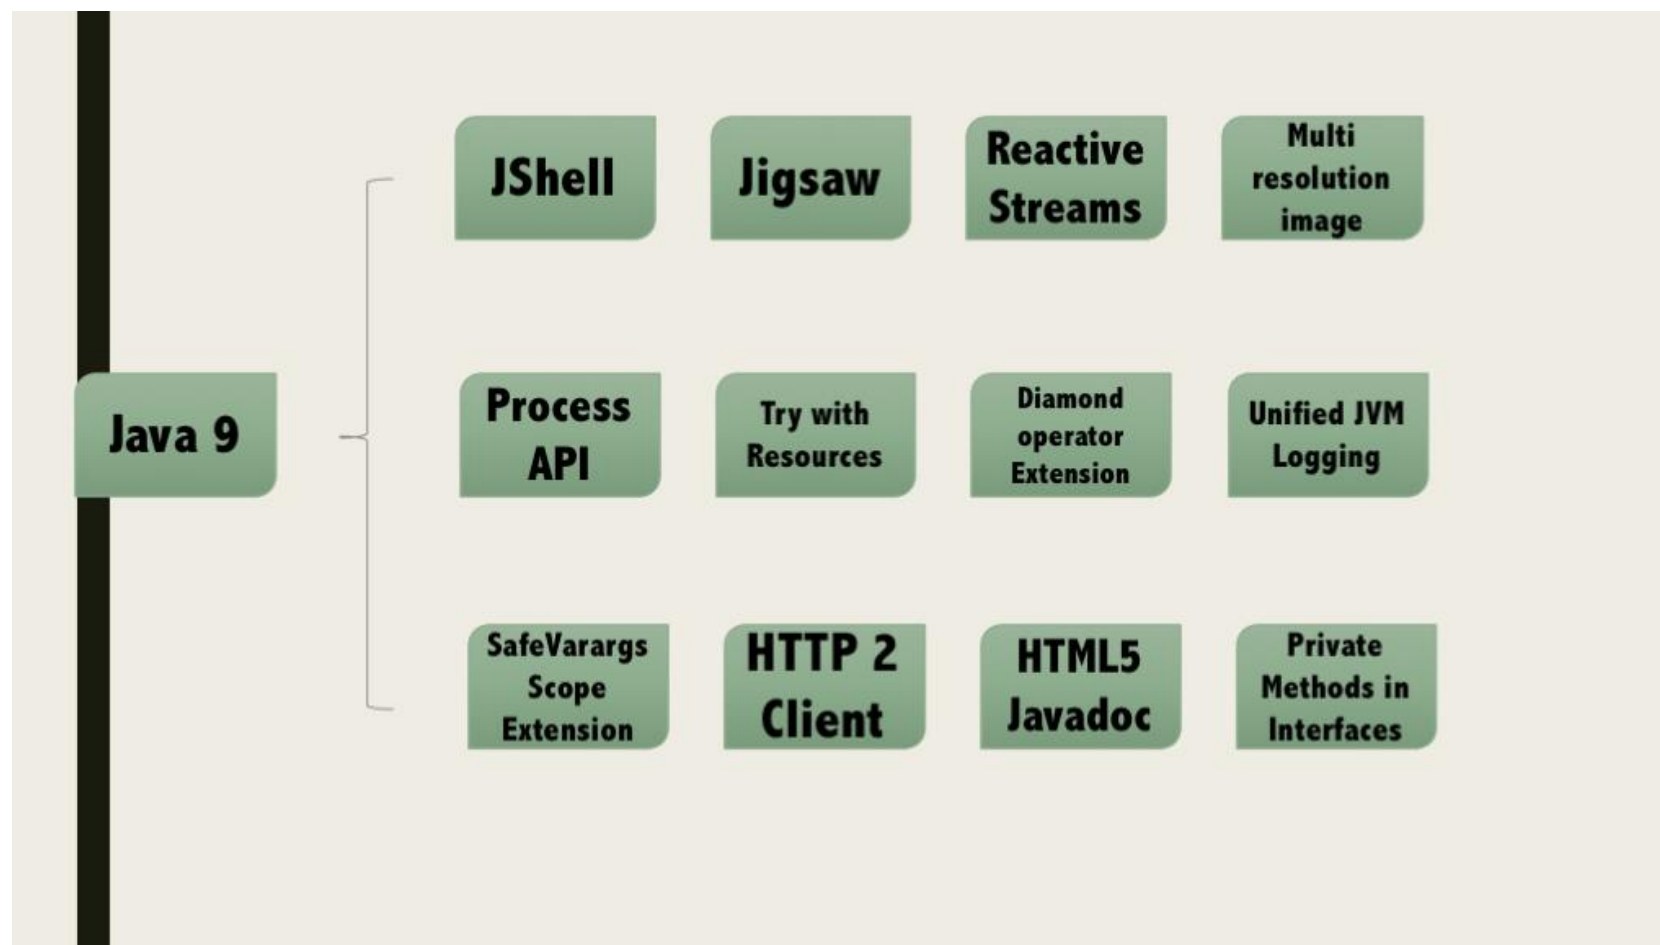 JShell
Jigsaw
Reactive
Streams
Multi
resolution
image
Java 9
Process
API
Try with
Resources
Diamond
operator
Extension
Unified JVM
Logging
SafeVarargs
Scope
Extension
HTTP 2
Client
HTML5
Javadoc
Private
Methods in
Interfaces